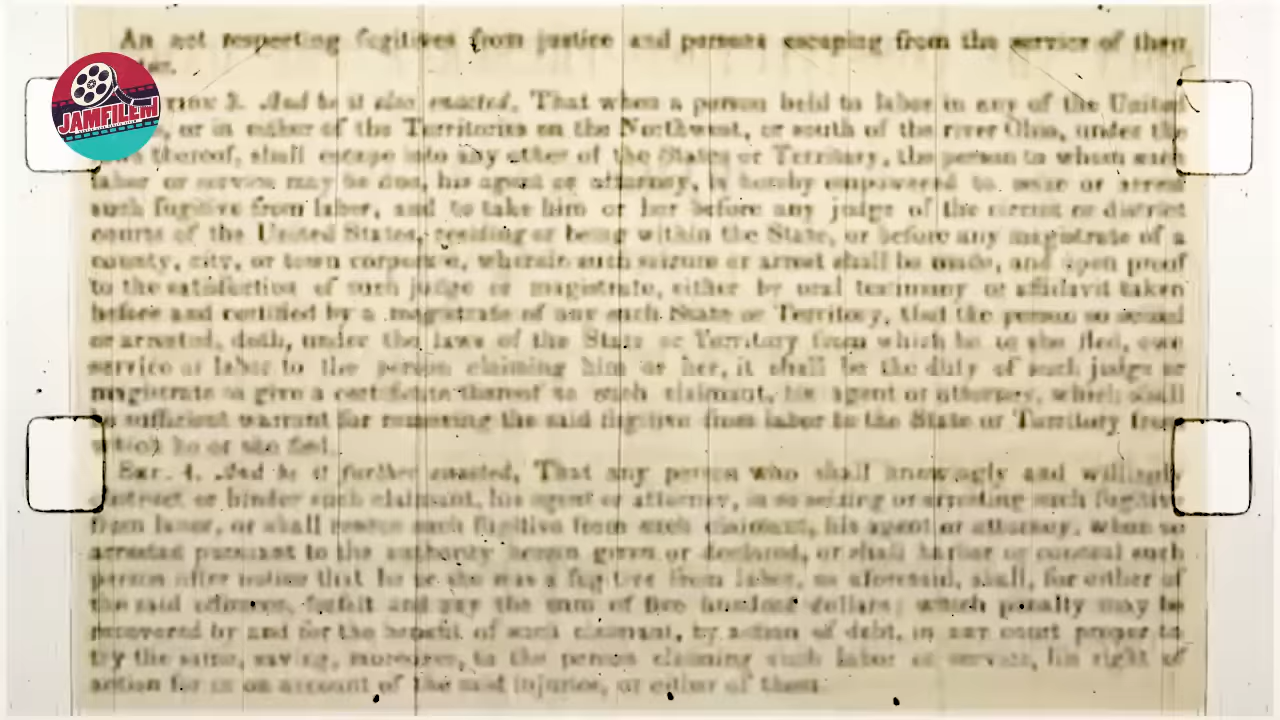 An act respecting fugitives from justice and persons escaping from the service of their
JAMFILEM
3. And be it also enacted, That when a person held to labor in any of the United
, or in either of the Territories on the Northwest, or south of the river Ohio, under the
thereof, shall escape into any other of the States or Territory, the person to whom such
labor or service may be due, his agent or attorney, is hereby empowered to seize or arrest
such fugitive from labor, and to take him or her before any judge of the circuit or district
courts of the United States, residing or being within the State, or before any magistrate of a
county, city, or town corporate, wherein such seizure or arrest shall be made, and upon proof
to the satisfaction of such judge or magistrate, either by oral testimony or affidavit taken
before and certified by a magistrate of any such State or Territory, that the person so seized
or arrested, doth, under the laws of the State or Territory from which he or she fled, owe
service or labor to the person claiming him or her, it shall be the duty of such judge or
magistrate to give a certificate thereof to such claimant, his agent or attorney, which shall
be sufficient warrant for removing the said fugitive from labor to the State or Territory from
which he or she fled.
Sec. 4. And be it further enacted, That any person who shall knowingly and willingly
obstruct or hinder such claimant, his agent or attorney, in so seizing or arresting such fugitive
from labor, or shall rescue such fugitive from such claimant, his agent or attorney, when so
arrested pursuant to the authority herein given or declared, or shall harbor or conceal such
person after notice that he or she was a fugitive from labor, as aforesaid, shall, for either of
the said offences, forfeit and pay the sum of five hundred dollars; which penalty may be
recovered by and for the benefit of such claimant, by action of debt, in any court proper to
try the same, saving, moreover, to the person claiming such labor or service, his right of
action for or on account of the said injuries, or either of them